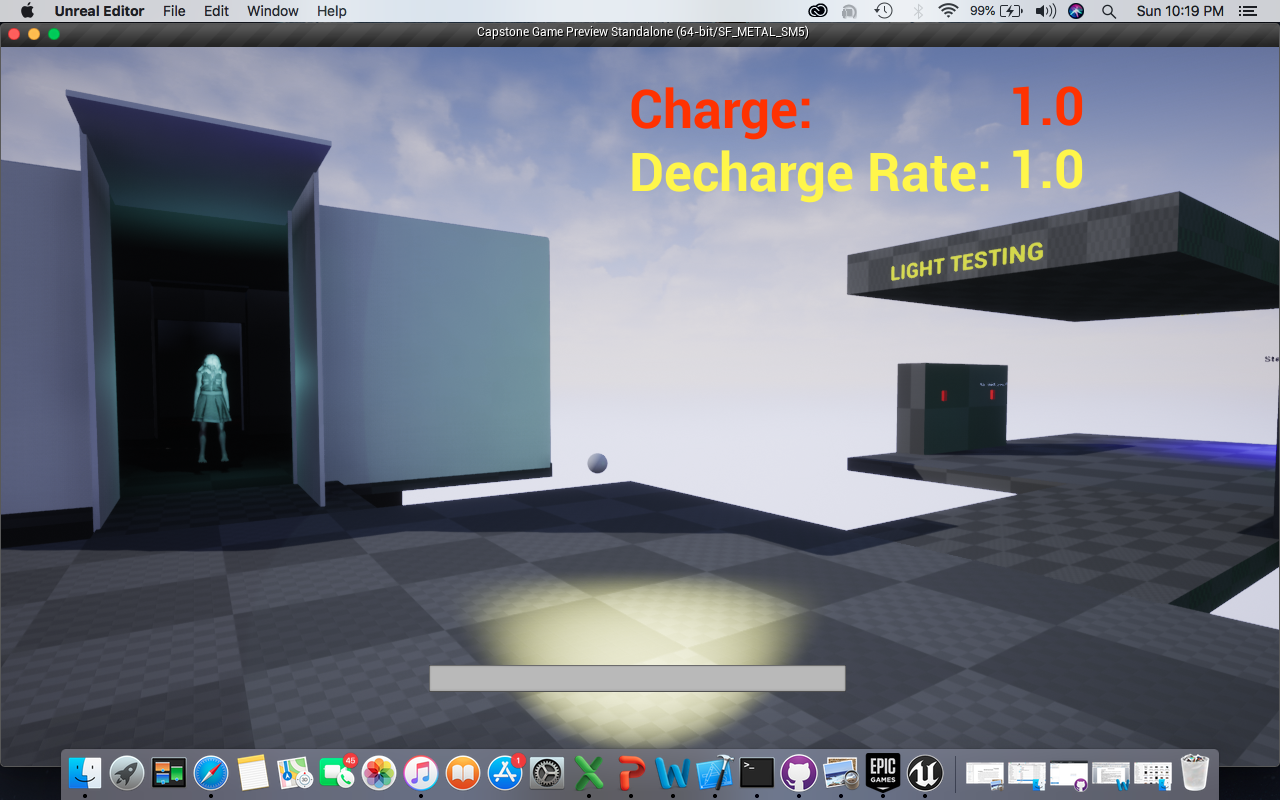 Unreal Editor File Edit Window Help 99% Sun 10:19 PM
Capstone Game Preview Standalone (64-bit/SF_METAL_SM5)
Charge: 1.0
Decharge Rate: 1.0
LIGHT TESTING
45
1
EPIC
GAMES